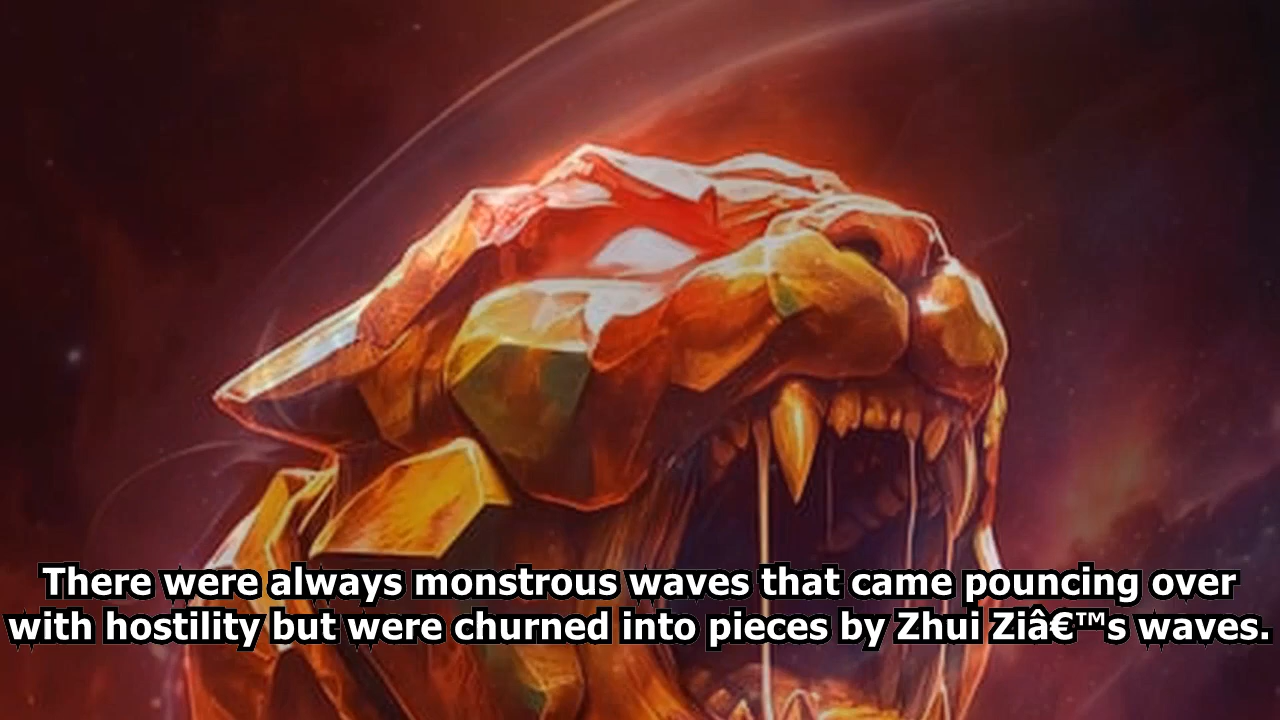 There were always monstrous waves that came pouncing over
with hostility but were churned into pieces by Zhui Ziâ€™s waves.